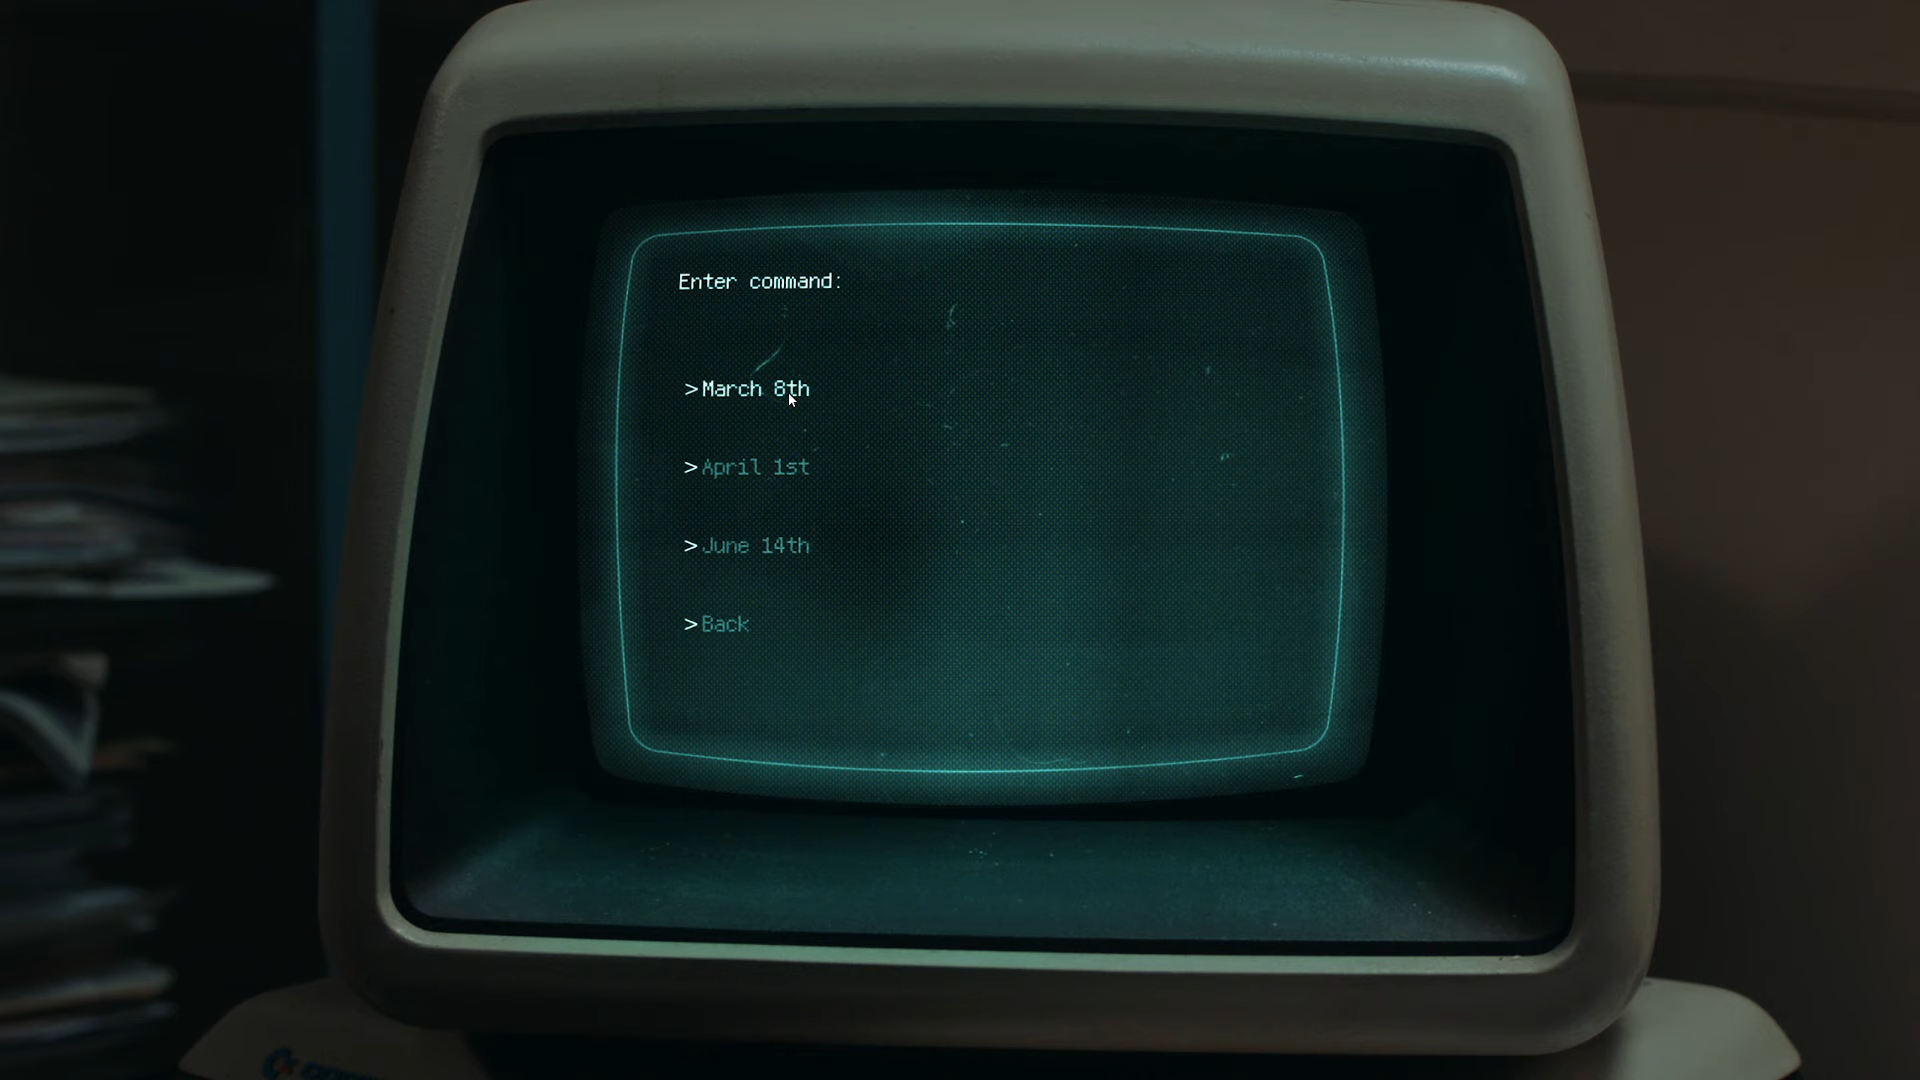 Enter command:
>March 8th
>April 1st
>June 14th
>Back